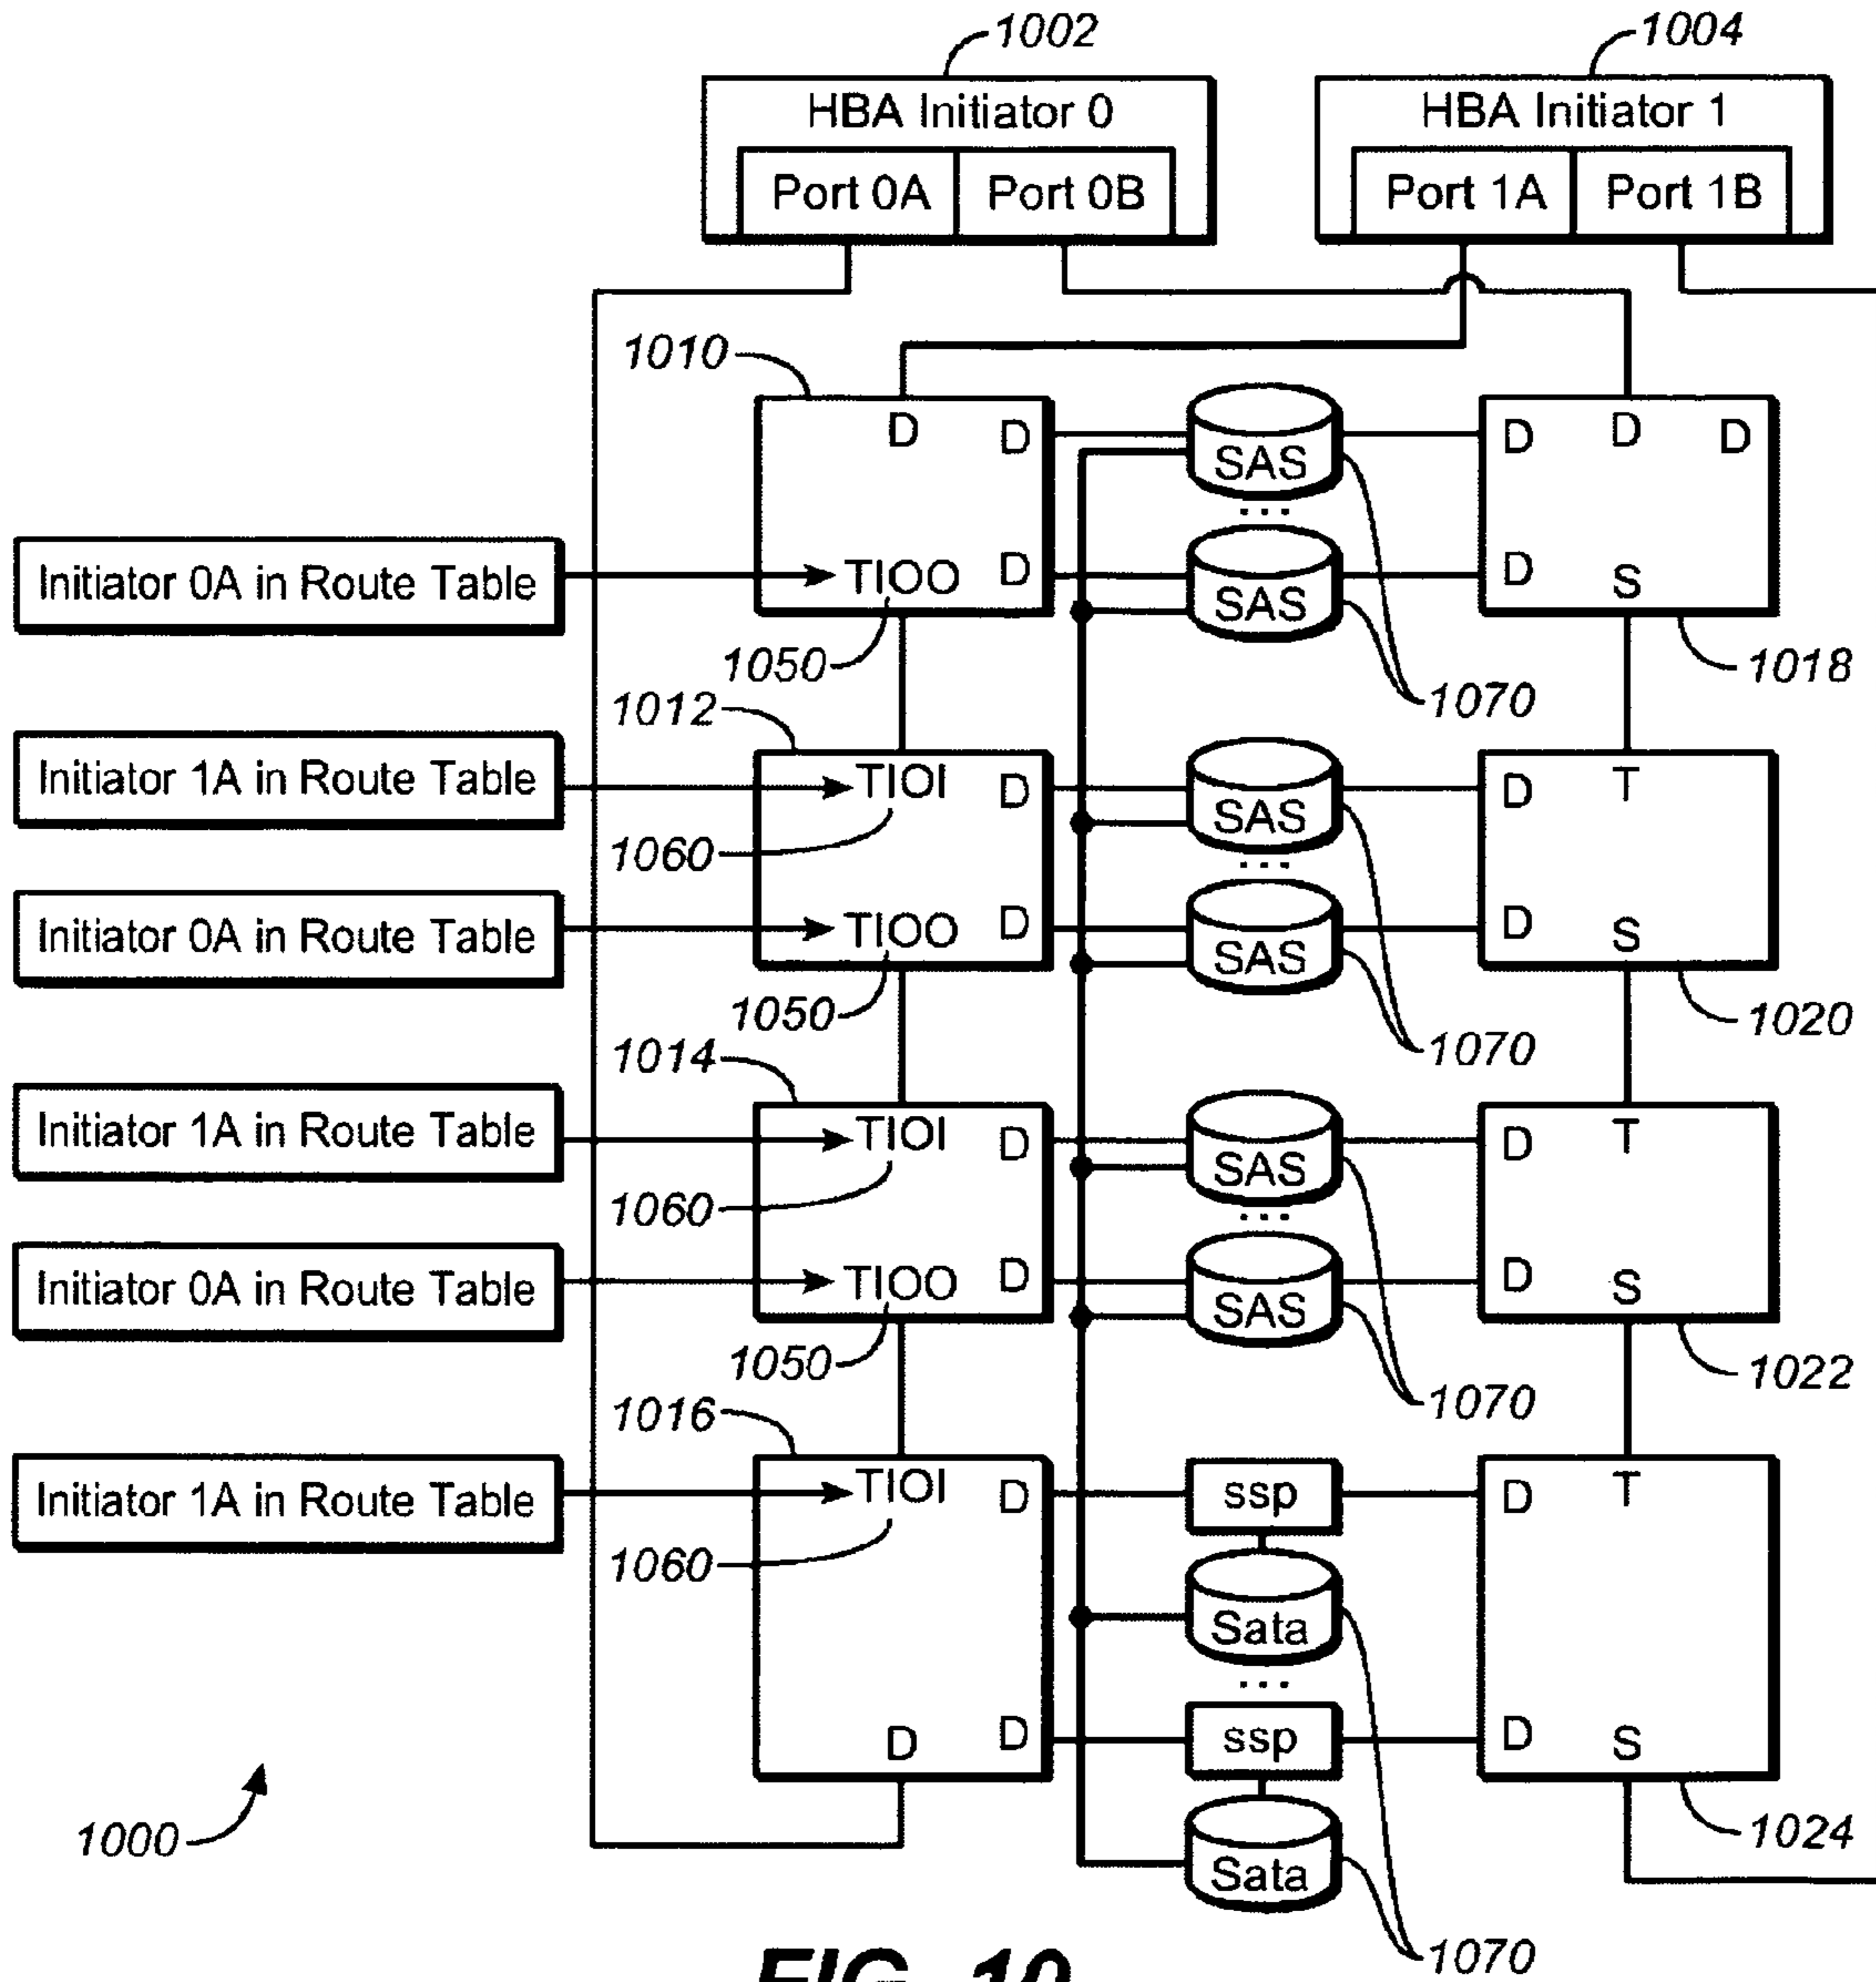 1002
1004
HBA Initiator 0
HBA Initiator 1
Port 0A
Port 0B
Port 1A
Port 1B
1010
D
D
SAS
D
D
D
...
Initiator 0A in Route Table
TIOO
D
SAS
D
S
1050
1018
1070
1012
Initiator 1A in Route Table
TIOI
D
SAS
D
T
1060
...
Initiator 0A in Route Table
TIOO
D
SAS
D
S
1050
1020
1070
1014
Initiator 1A in Route Table
TIOI
D
SAS
D
T
1060
...
Initiator 0A in Route Table
TIOO
D
SAS
D
S
1050
1022
1070
1016
Initiator 1A in Route Table
TIOI
D
ssp
D
T
1060
Sata
...
D
D
ssp
D
S
1000
Sata
1024
1070
FIG. 10